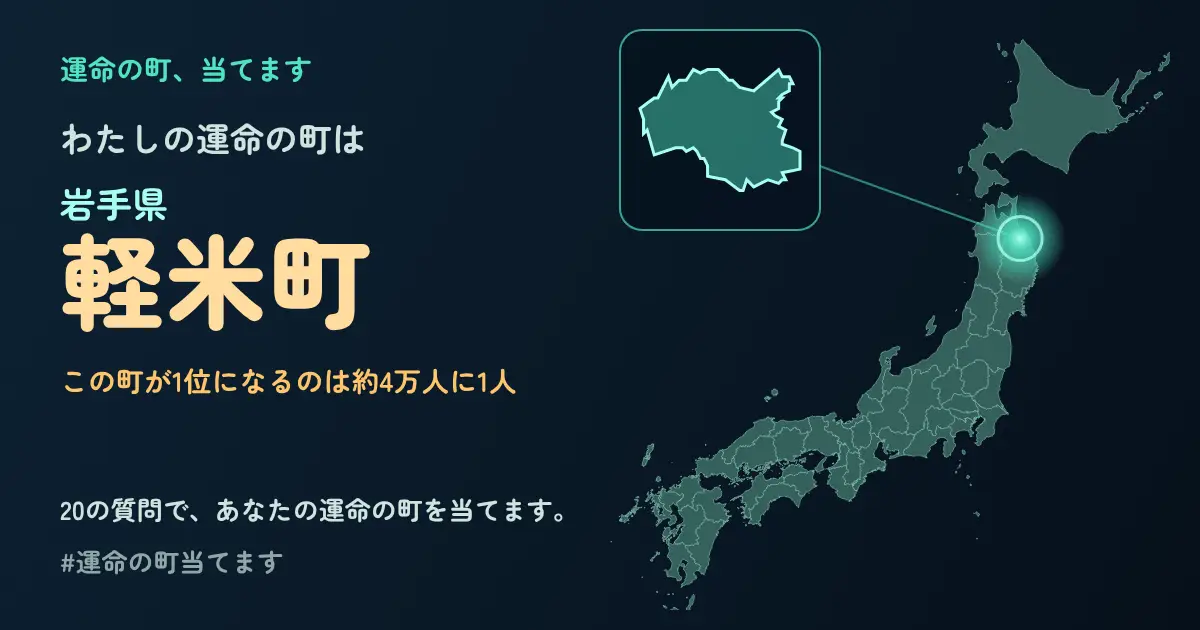 運命の町、当てます
わたしの運命の町は
岩手県
軽米町
この町が1位になるのは約4万人に1人
20の質問で、あなたの運命の町を当てます。
#運命の町当てます